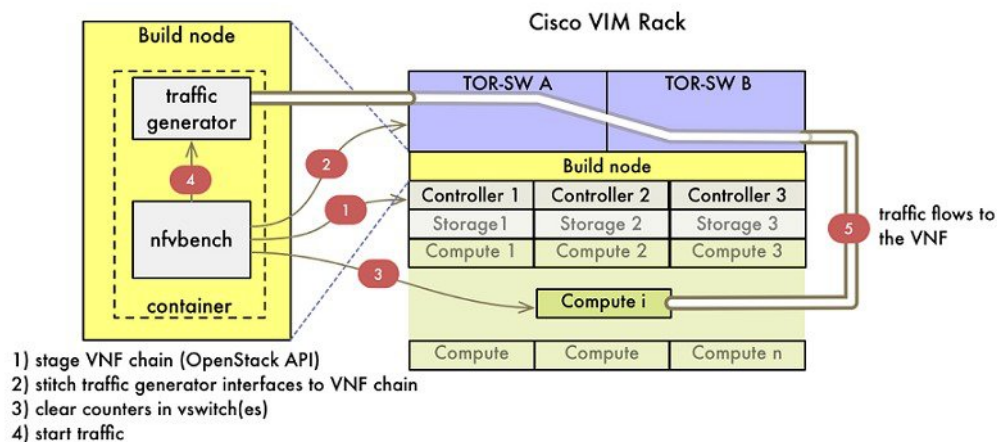 Cisco VIM Rack
Build node
traffic
generator
4
nfvbench
container
2
1
3
TOR-SW A
TOR-SW B
Build node
Controller 1
Controller 2
Controller 3
Storage1
Storage 2
Storage 3
Compute 1
Compute 2
Compute 3
Compute i
Compute
Compute
Compute n
5
traffic flows to
the VNF
1) stage VNF chain (OpenStack API)
2) stitch traffic generator interfaces to VNF chain
3) clear counters in vswitch(es)
4) start traffic